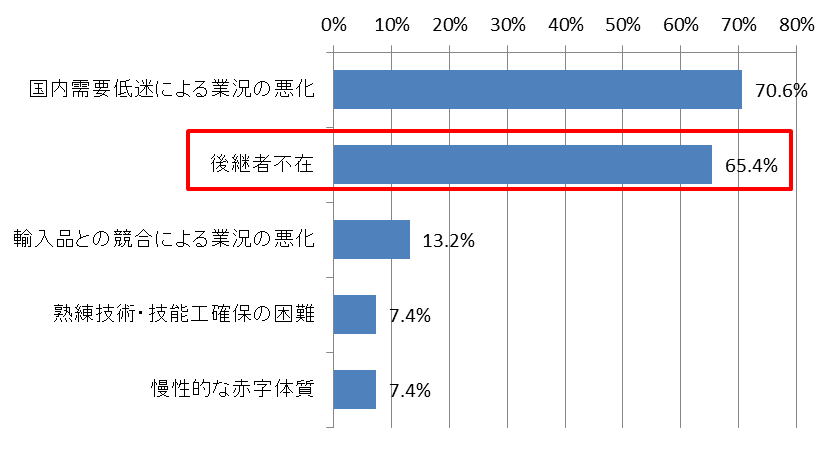 0% 10% 20% 30% 40% 50% 60% 70% 80%
国内需要低迷による業況の悪化 70.6%
後継者不在 65.4%
輸入品との競合による業況の悪化 13.2%
熟練技術・技能工確保の困難 7.4%
慢性的な赤字体質 7.4%